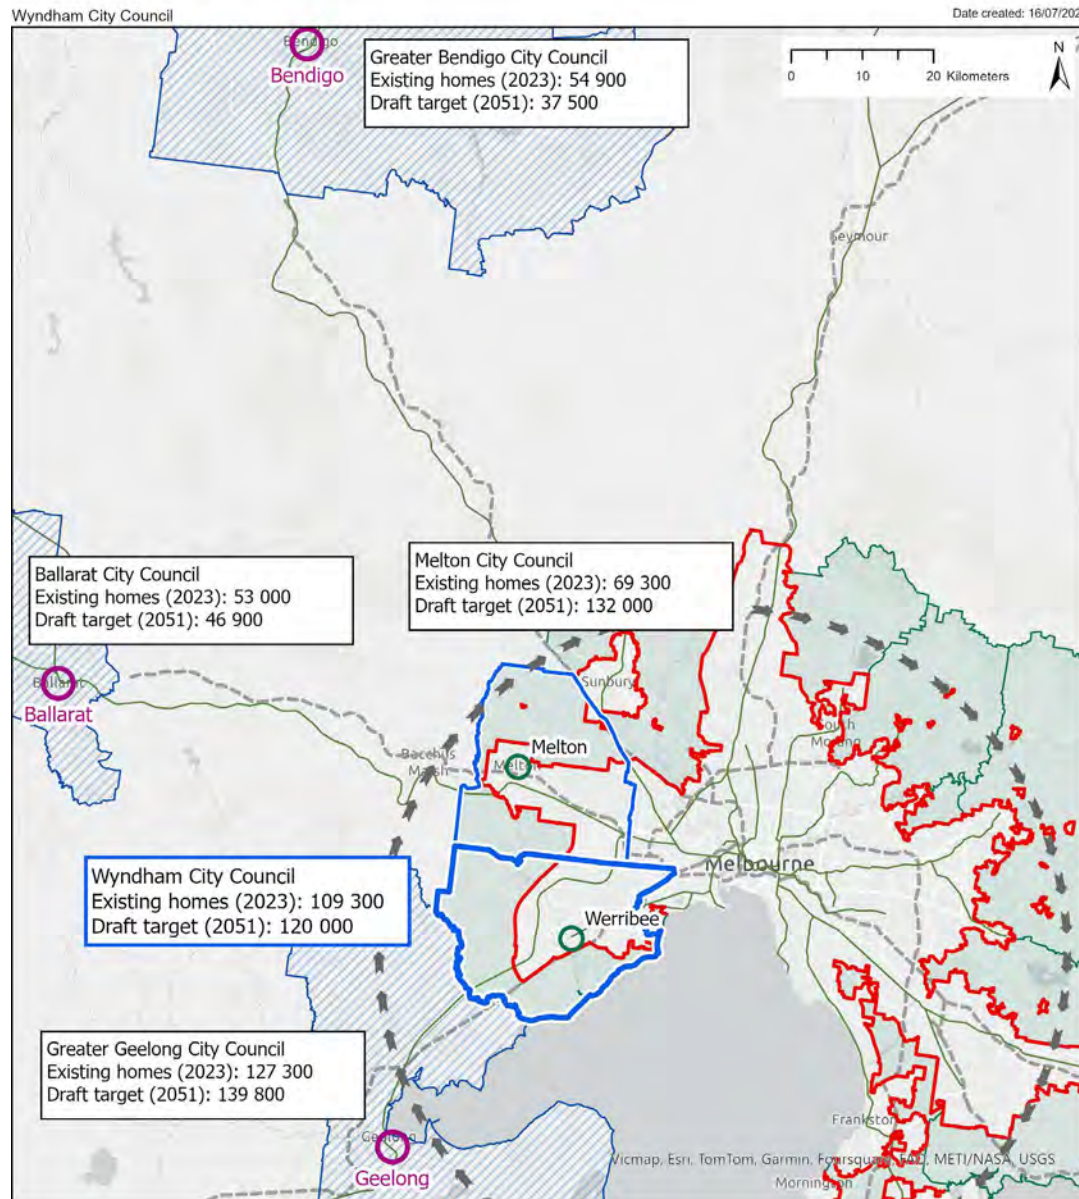 Wyndham City Council
Date created: 16/07/202
Bendigo
Bendigo
Greater Bendigo City Council
Existing homes (2023): 54 900
Draft target (2051): 37 500
N
0 10 20 Kilometers
Seymour
Ballarat City Council
Existing homes (2023): 53 000
Draft target (2051): 46 900
Melton City Council
Existing homes (2023): 69 300
Draft target (2051): 132 000
Ballarat
Ballarat
Sunbury
South
Morang
Bacchus
Marsh
Melton
Melton
Melbourne
Wyndham City Council
Existing homes (2023): 109 300
Draft target (2051): 120 000
Werribee
Greater Geelong City Council
Existing homes (2023): 127 300
Draft target (2051): 139 800
Geelong
Geelong
Frankston
Vicmap, Esri, TomTom, Garmin, Foursquare, FAO, METI/NASA, USGS
Mornington